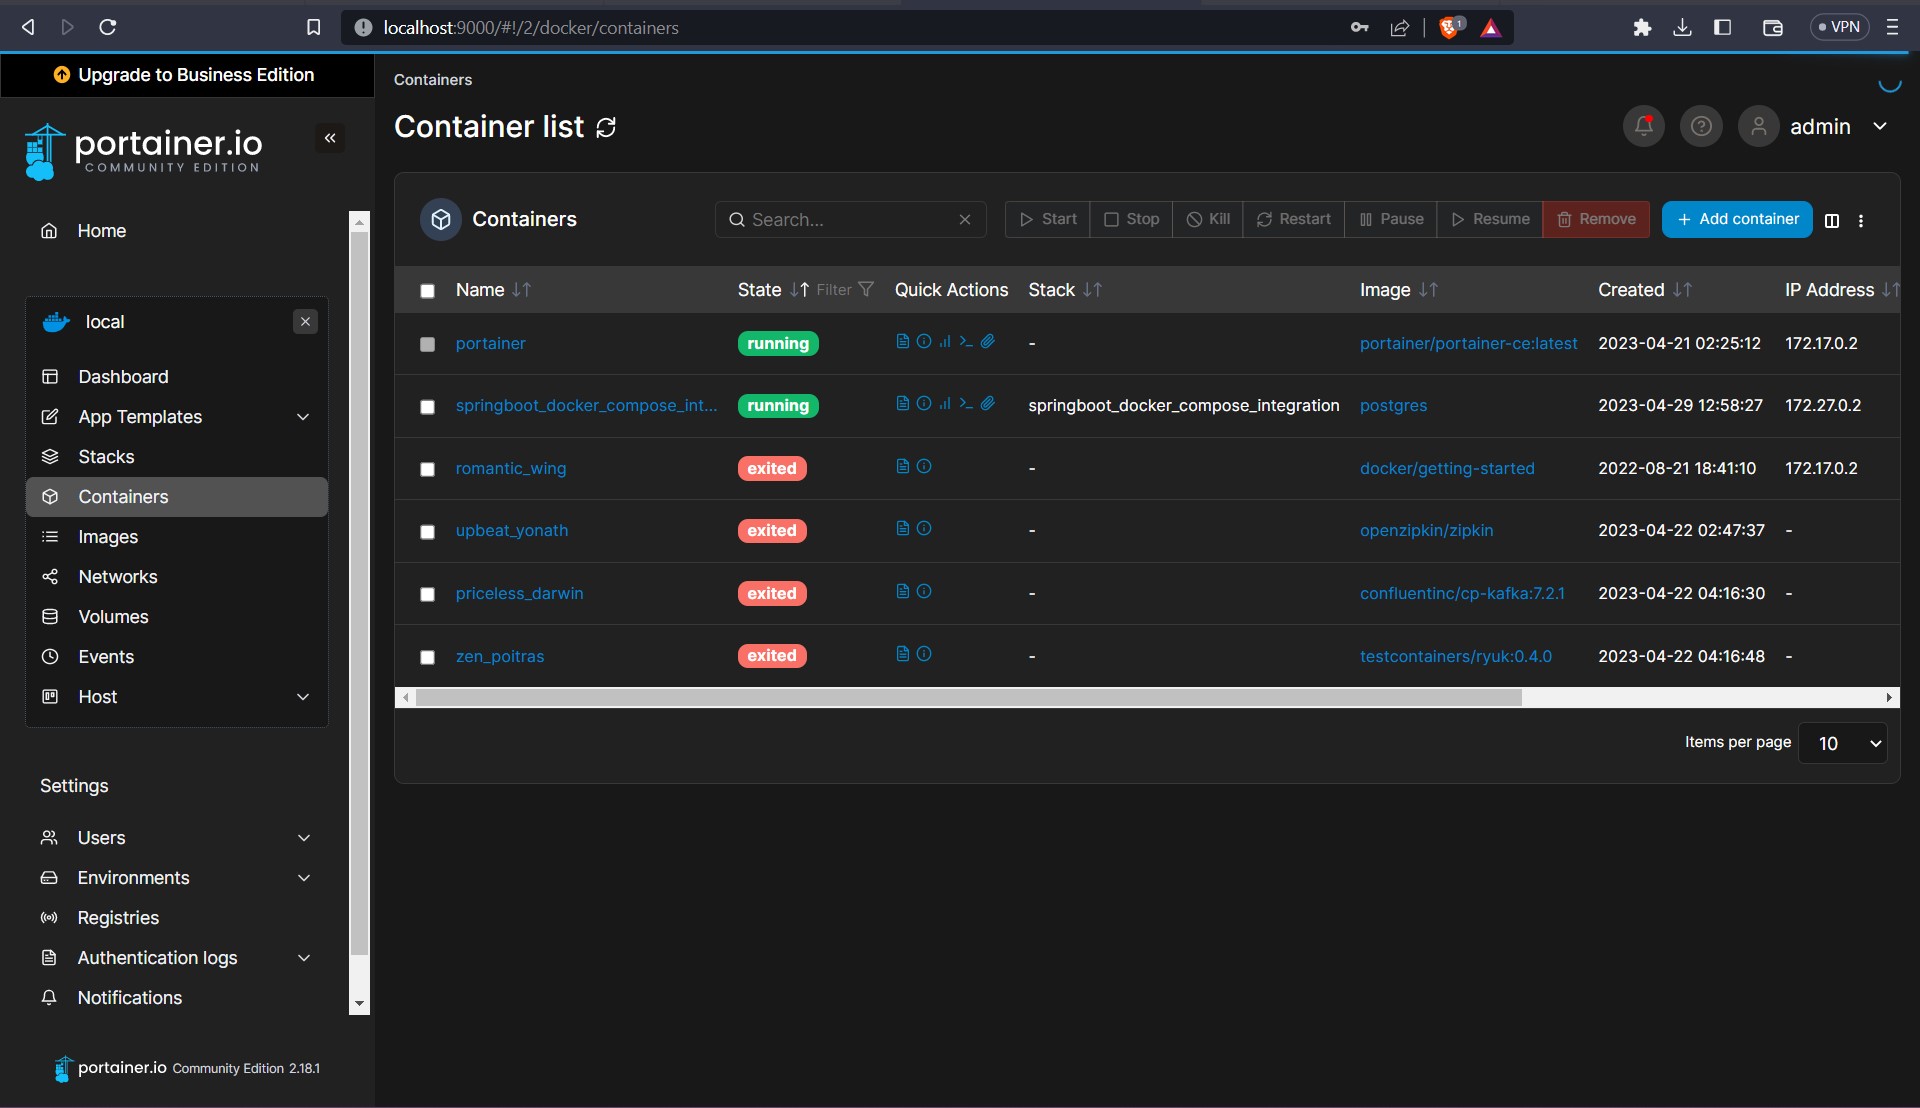 localhost:9000/#!/2/docker/containers
1
VPN
Upgrade to Business Edition
portainer.io
COMMUNITY EDITION
Home
local
Dashboard
App Templates
Stacks
Containers
Images
Networks
Volumes
Events
Host
Settings
Users
Environments
Registries
Authentication logs
Notifications
portainer.io Community Edition 2.18.1
Containers
Container list
admin
Containers
Search...
Start Stop Kill Restart Pause Resume Remove
Add container
Name State Filter Quick Actions Stack Image Created IP Address
portainer running - portainer/portainer-ce:latest 2023-04-21 02:25:12 172.17.0.2
springboot_docker_compose_int... running springboot_docker_compose_integration postgres 2023-04-29 12:58:27 172.27.0.2
romantic_wing exited - docker/getting-started 2022-08-21 18:41:10 172.17.0.2
upbeat_yonath exited - openzipkin/zipkin 2023-04-22 02:47:37 -
priceless_darwin exited - confluentinc/cp-kafka:7.2.1 2023-04-22 04:16:30 -
zen_poitras exited - testcontainers/ryuk:0.4.0 2023-04-22 04:16:48 -
Items per page 10